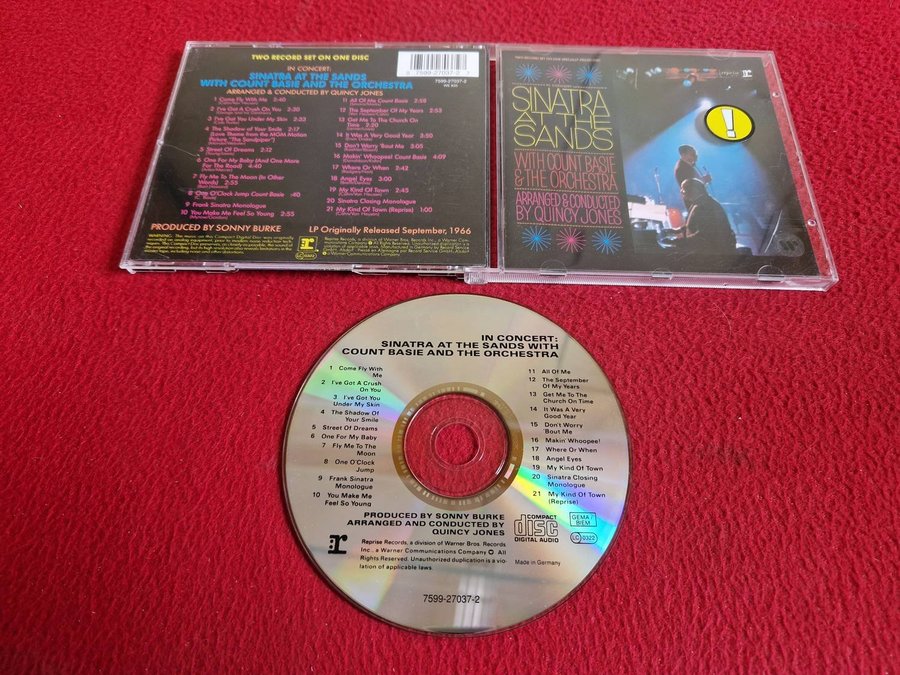 TWO RECORD SET ON ONE DISC
IN CONCERT:
SINATRA AT THE SANDS
WITH COUNT BASIE AND THE ORCHESTRA
ARRANGED & CONDUCTED BY QUINCY JONES
7599-27037-2
1 Come Fly With Me 2:40
2 I've Got A Crush On You 2:30
3 I've Got You Under My Skin 2:33
4 The Shadow of Your Smile 2:17
(Love Theme from the MGM Motion
Picture "The Sandpiper")
5 Street Of Dreams 2:12
6 One For My Baby (And One More
For The Road) 4:40
7 Fly Me To The Moon (In Other
Words) 2:55
8 One O'Clock Jump Count Basie :40
9 Frank Sinatra Monologue
10 You Make Me Feel So Young 2:55
11 All Of Me Count Basie 2:58
12 The September Of My Years 2:53
13 Get Me To The Church On
Time 2:20
14 It Was A Very Good Year 3:50
15 Don't Worry 'Bout Me 3:09
16 Makin' Whoopee! Count Basie 4:09
17 Where Or When 2:42
18 Angel Eyes 3:00
19 My Kind Of Town 2:45
20 Sinatra Closing Monologue
21 My Kind Of Town (Reprise) 1:00
PRODUCED BY SONNY BURKE
LP Originally Released September, 1966
SINATRA
AT THE
SANDS
WITH COUNT BASIE
& THE ORCHESTRA
ARRANGED & CONDUCTED
BY QUINCY JONES
!
IN CONCERT:
SINATRA AT THE SANDS WITH
COUNT BASIE AND THE ORCHESTRA
1 Come Fly With
Me
2 I've Got A Crush
On You
3 I've Got You
Under My Skin
4 The Shadow Of
Your Smile
5 Street Of Dreams
6 One For My Baby
7 Fly Me To The
Moon
8 One O'Clock
Jump
9 Frank Sinatra
Monologue
10 You Make Me
Feel So Young
11 All Of Me
12 The September
Of My Years
13 Get Me To The
Church On Time
14 It Was A Very
Good Year
15 Don't Worry
'Bout Me
16 Makin' Whoopee!
17 Where Or When
18 Angel Eyes
19 My Kind Of Town
20 Sinatra Closing
Monologue
21 My Kind Of Town
(Reprise)
PRODUCED BY SONNY BURKE
ARRANGED AND CONDUCTED BY
QUINCY JONES
COMPACT
disc
DIGITAL AUDIO
GEMA/
BIEM
LC 0322
r
Reprise Records, a division of Warner Bros. Records
Inc., a Warner Communications Company ℗ All
Rights Reserved. Unauthorized duplication is a vio-
lation of applicable laws.
Made in Germany
7599-27037-2